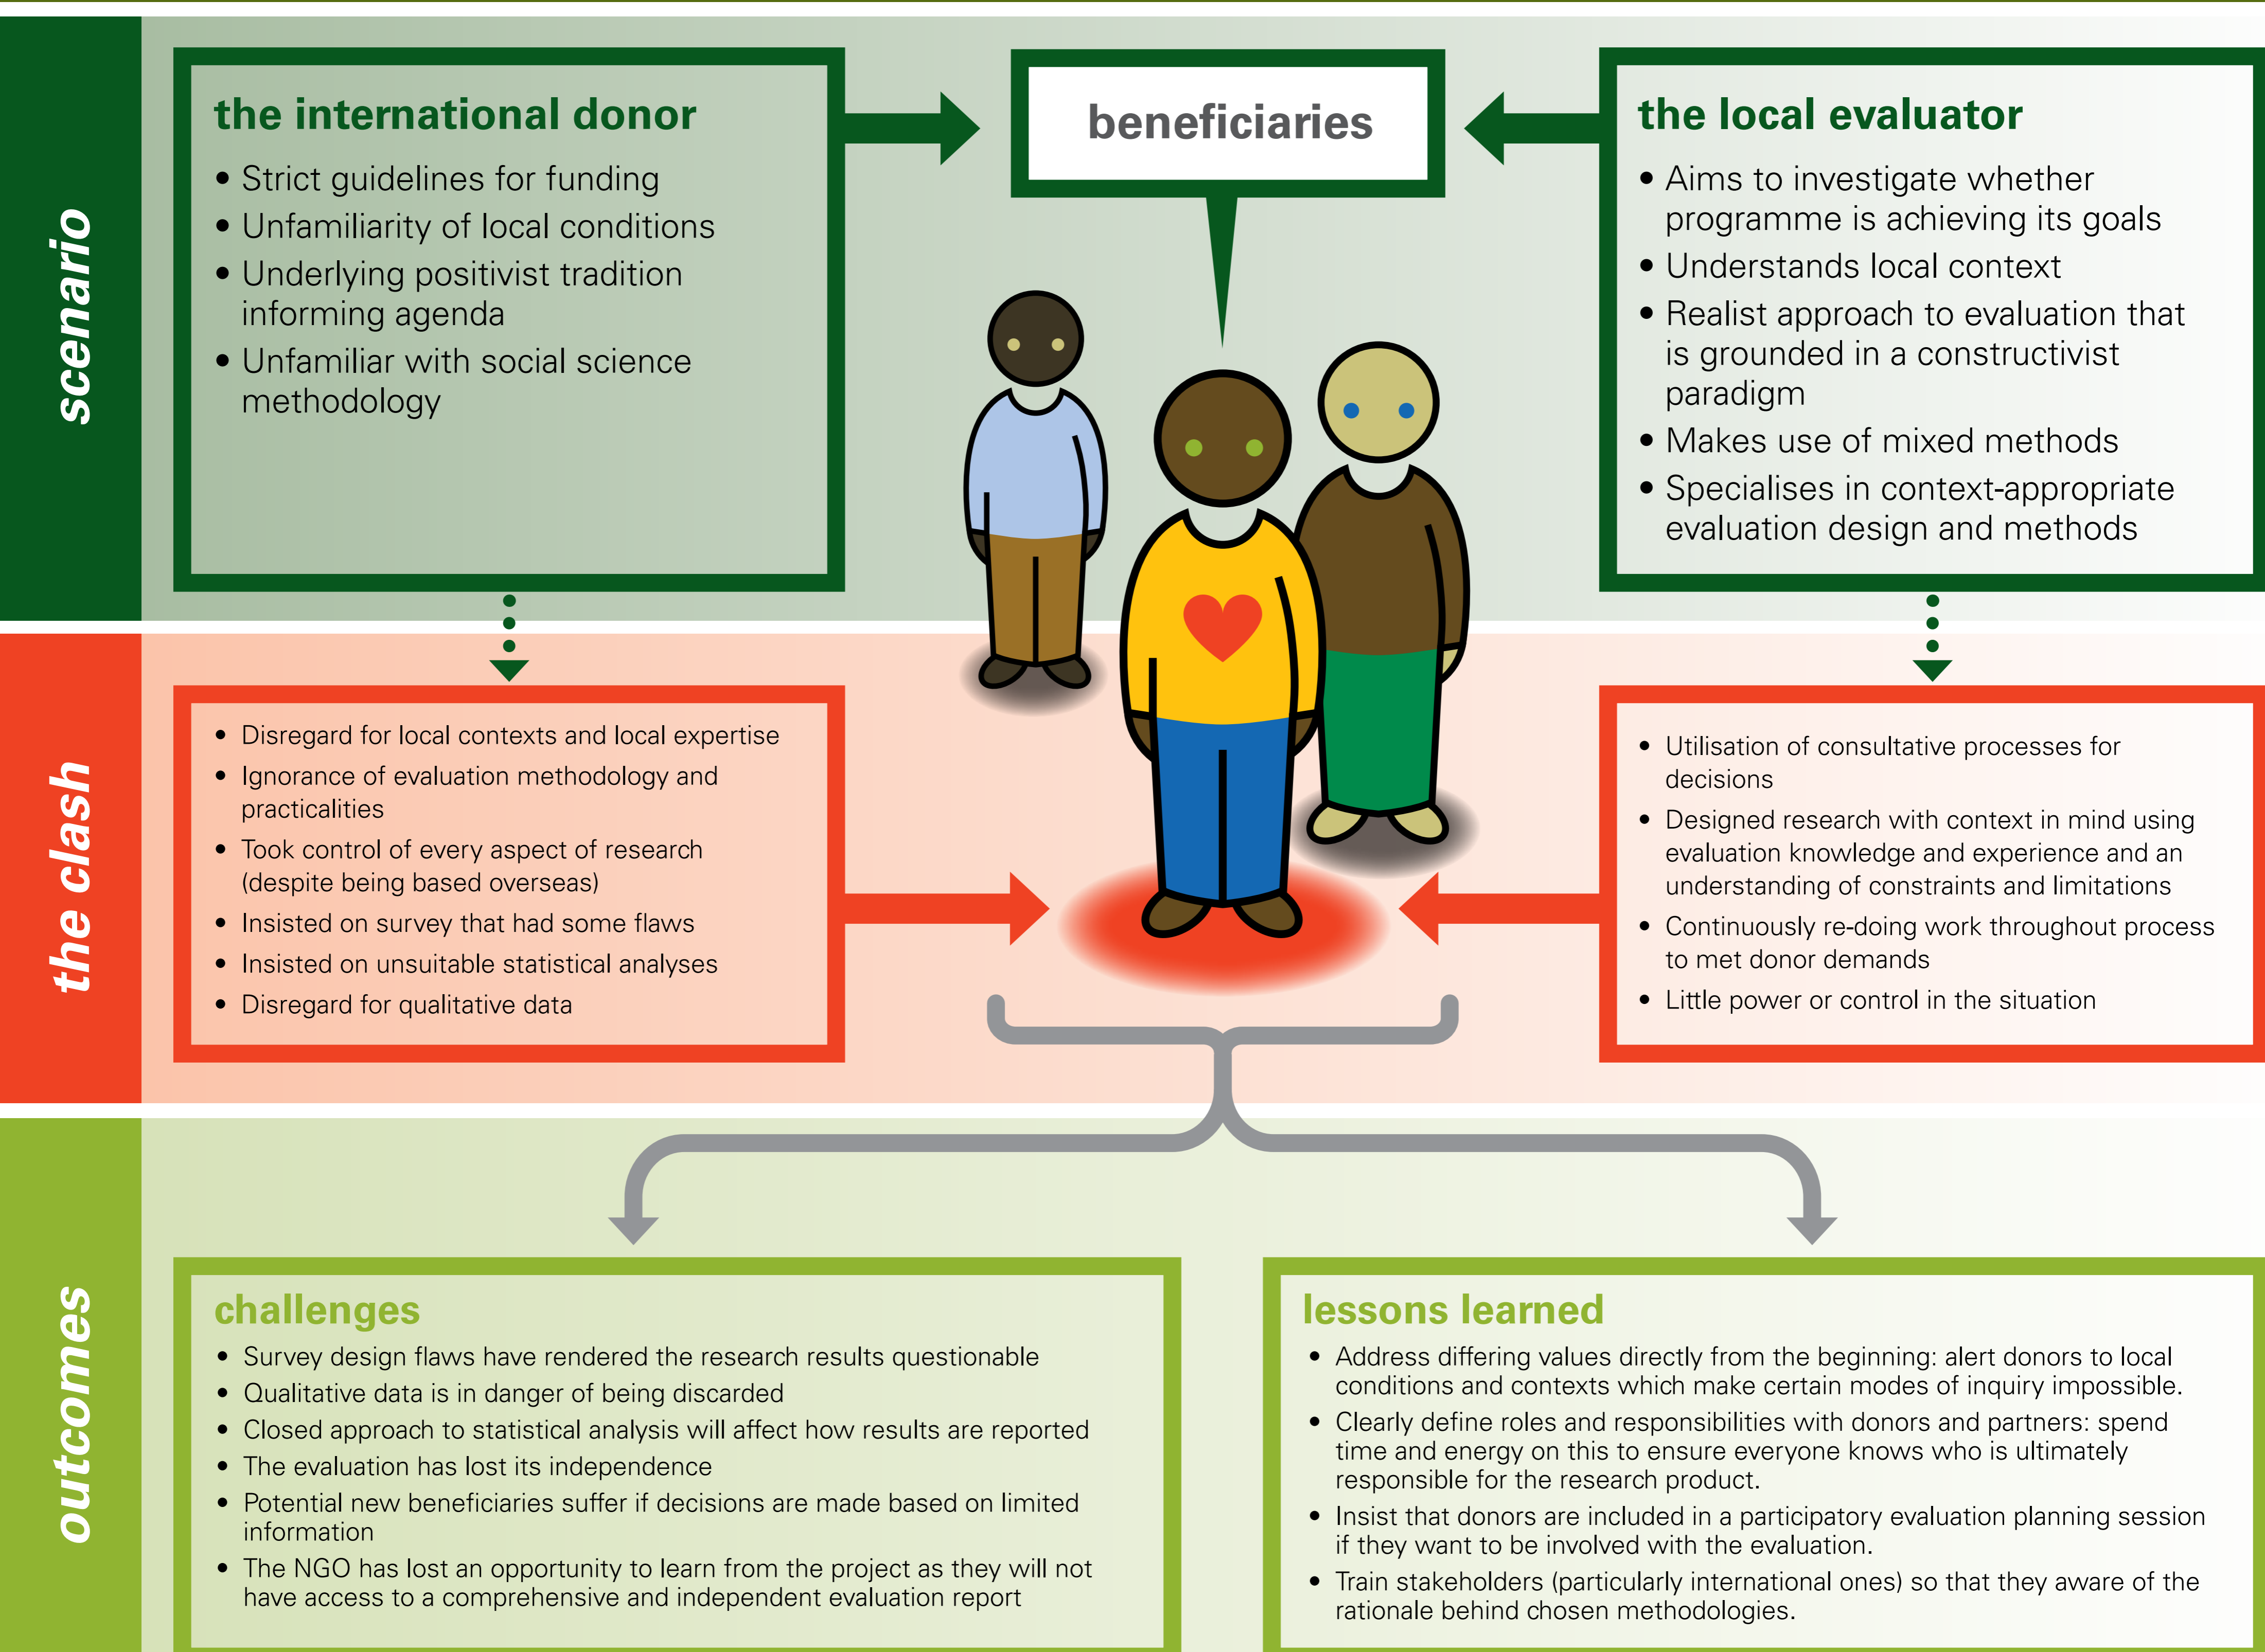 scenario
the international donor
• Strict guidelines for funding
• Unfamiliarity of local conditions
• Underlying positivist tradition
informing agenda
• Unfamiliar with social science
methodology
beneficiaries
the local evaluator
• Aims to investigate whether
programme is achieving its goals
• Understands local context
• Realist approach to evaluation that
is grounded in a constructivist
paradigm
• Makes use of mixed methods
• Specialises in context-appropriate
evaluation design and methods
the clash
• Disregard for local contexts and local expertise
• Ignorance of evaluation methodology and
practicalities
• Took control of every aspect of research
(despite being based overseas)
• Insisted on survey that had some flaws
• Insisted on unsuitable statistical analyses
• Disregard for qualitative data
• Utilisation of consultative processes for
decisions
• Designed research with context in mind using
evaluation knowledge and experience and an
understanding of constraints and limitations
• Continuously re-doing work throughout process
to met donor demands
• Little power or control in the situation
outcomes
challenges
• Survey design flaws have rendered the research results questionable
• Qualitative data is in danger of being discarded
• Closed approach to statistical analysis will affect how results are reported
• The evaluation has lost its independence
• Potential new beneficiaries suffer if decisions are made based on limited
information
• The NGO has lost an opportunity to learn from the project as they will not
have access to a comprehensive and independent evaluation report
lessons learned
• Address differing values directly from the beginning: alert donors to local
conditions and contexts which make certain modes of inquiry impossible.
• Clearly define roles and responsibilities with donors and partners: spend
time and energy on this to ensure everyone knows who is ultimately
responsible for the research product.
• Insist that donors are included in a participatory evaluation planning session
if they want to be involved with the evaluation.
• Train stakeholders (particularly international ones) so that they aware of the
rationale behind chosen methodologies.